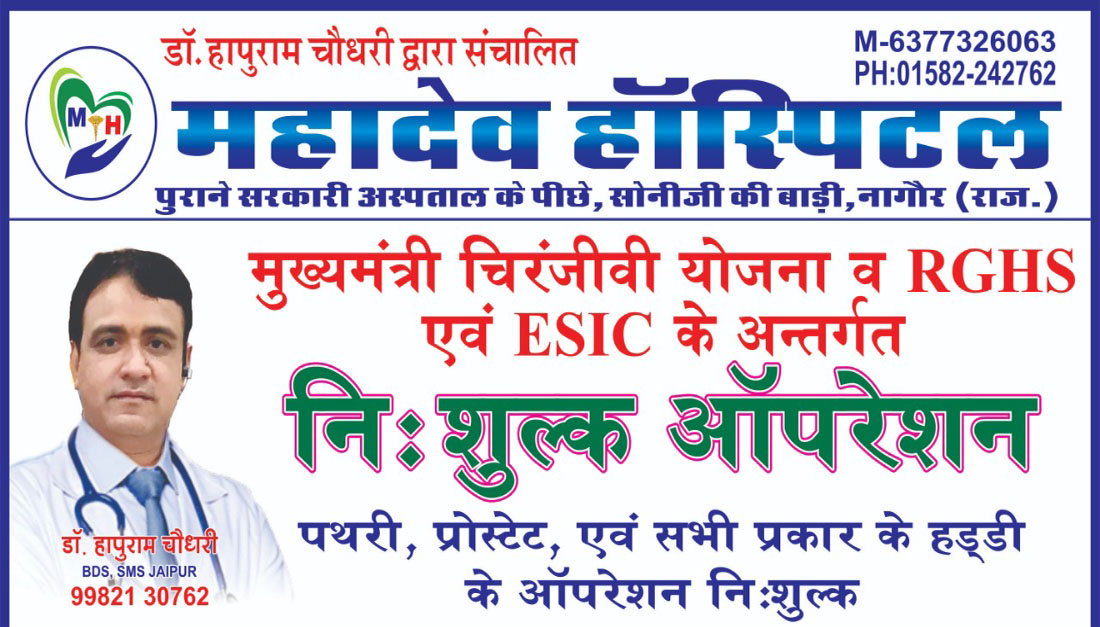 डॉ. हापुराम चौधरी द्वारा संचालित
M-6377326063
PH:01582-242762
M H
महादेव हॉस्पिटल
पुराने सरकारी अस्पताल के पीछे, सोनीजी की बाड़ी, नागौर (राज.)
मुख्यमंत्री चिरंजीवी योजना व RGHS
एवं ESIC के अन्तर्गत
निः शुल्क ऑपरेशन
पथरी, प्रोस्टेट, एवं सभी प्रकार के हड्डी
के ऑपरेशन निःशुल्क
डॉ. हापुराम चौधरी
BDS, SMS JAIPUR
99821 30762